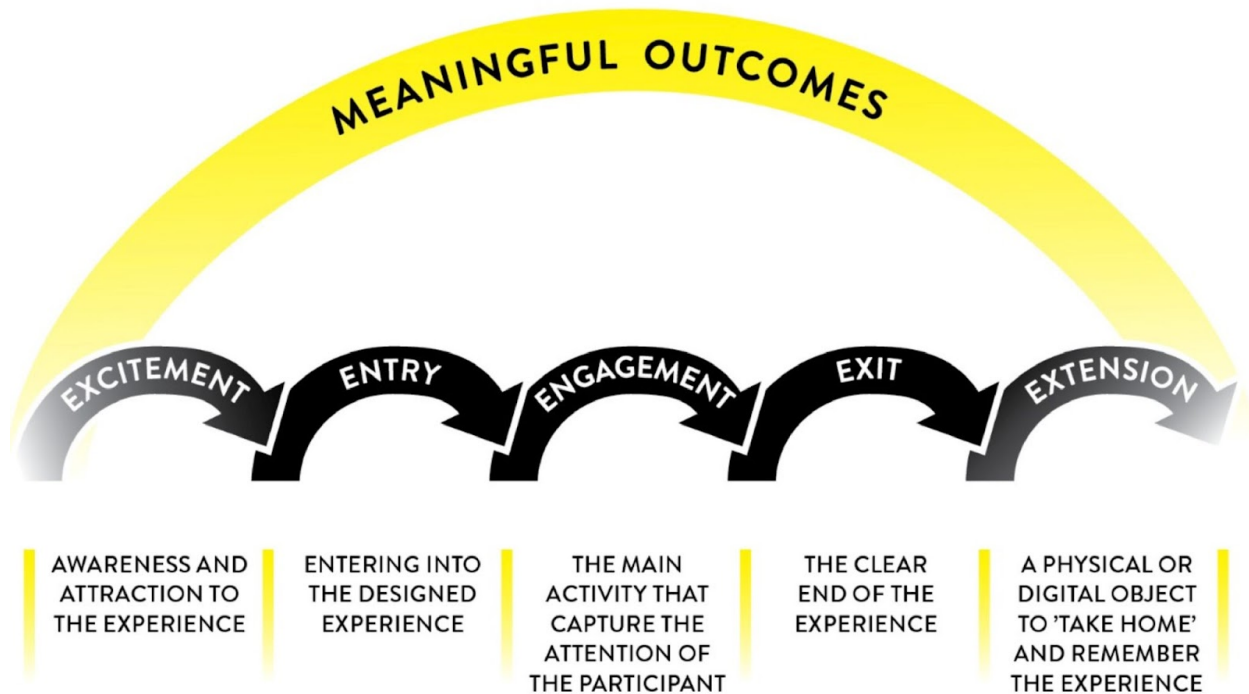 MEANINGFUL OUTCOMES
EXCITEMENT
ENTRY
ENGAGEMENT
EXIT
EXTENSION
AWARENESS AND
ATTRACTION TO
THE EXPERIENCE
ENTERING INTO
THE DESIGNED
EXPERIENCE
THE MAIN
ACTIVITY THAT
CAPTURE THE
ATTENTION OF
THE PARTICIPANT
THE CLEAR
END OF THE
EXPERIENCE
A PHYSICAL OR
DIGITAL OBJECT
TO 'TAKE HOME'
AND REMEMBER
THE EXPERIENCE